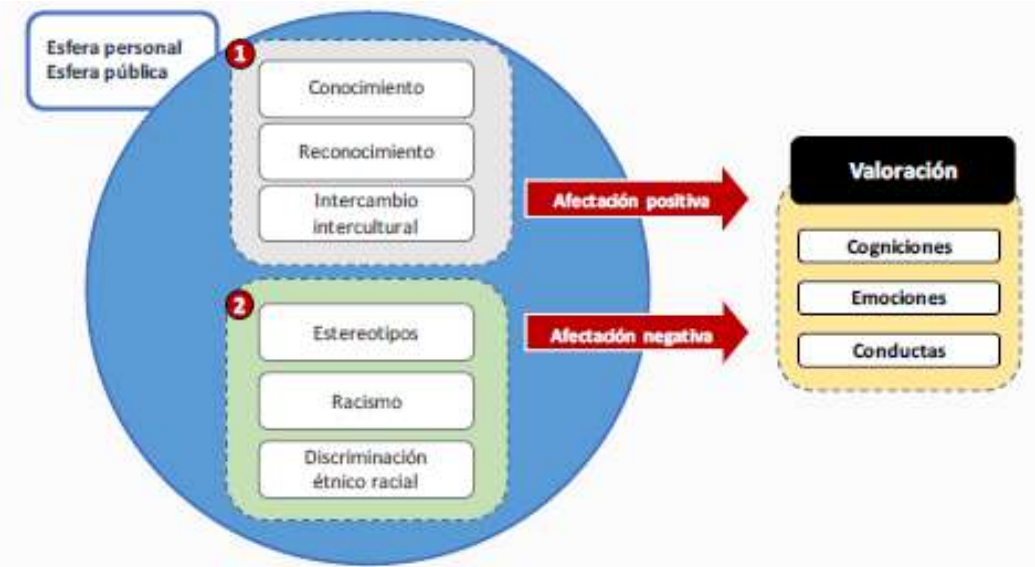 Esfera personal
Esfera pública
1
Conocimiento
Reconocimiento
Intercambio
intercultural
Afectación positiva
2
Estereotipos
Racismo
Discriminación
étnico racial
Afectación negativa
Valoración
Cogniciones
Emociones
Conductas